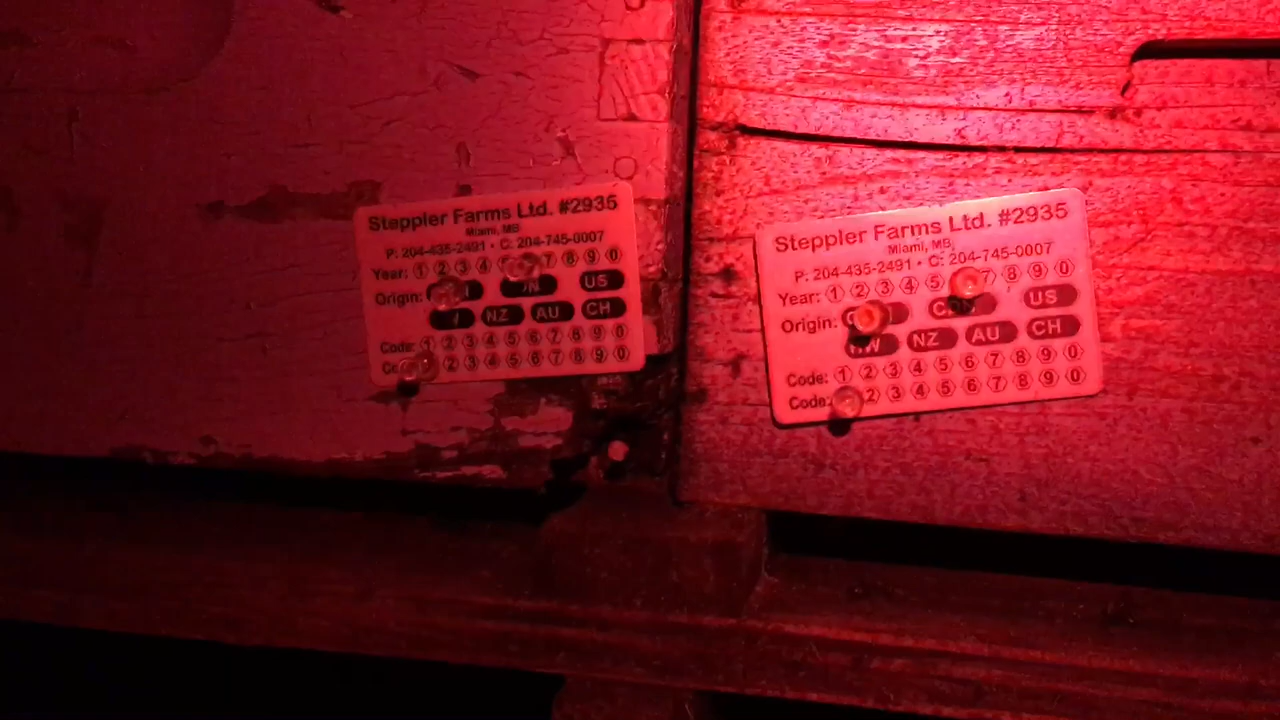 Steppler Farms Ltd. #2935
Miami, MB
P: 204-435-2491 • C: 204-745-0007
Year: 1 2 3 4 7 8 9 0
Origin: US
NZ AU CH
Code: 1 2 3 4 5 6 7 8 9 0
2 3 4 5 6 7 8 9 0
Steppler Farms Ltd. #2935
Miami, MB
P: 204-435-2491 • C: 204-745-0007
Year: 1 2 3 4 5 7 8 9 0
Origin: US
NZ AU CH
Code: 1 2 3 4 5 6 7 8 9 0
Code: 2 3 4 5 6 7 8 9 0